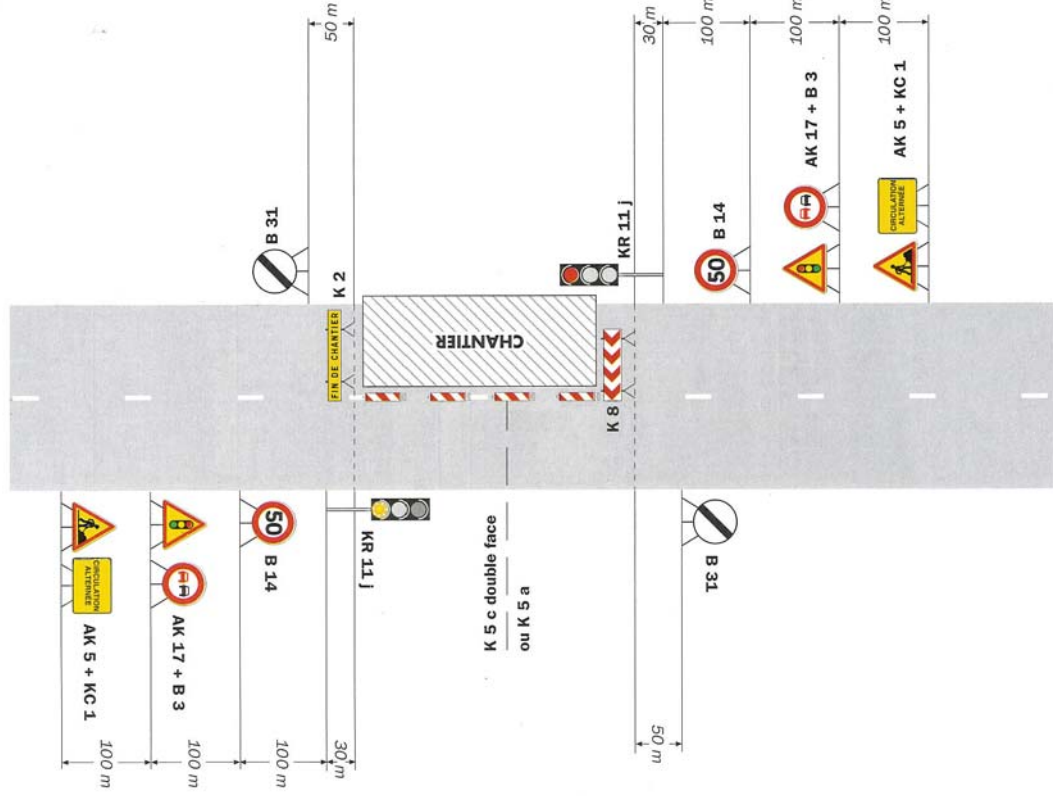 50 m
30 m
100 m
100 m
100 m
B 31
K 2
FIN DE CHANTIER
CHANTIER
KR 11 j
50
B 14
AK 17 + B 3
CIRCULATION
ALTERNÉE
AK 5 + KC 1
K 8
CIRCULATION
ALTERNÉE
AK 5 + KC 1
AK 17 + B 3
50
B 14
KR 11 j
K 5 c double face
ou K 5 a
B 31
100 m
100 m
100 m
30 m
50 m